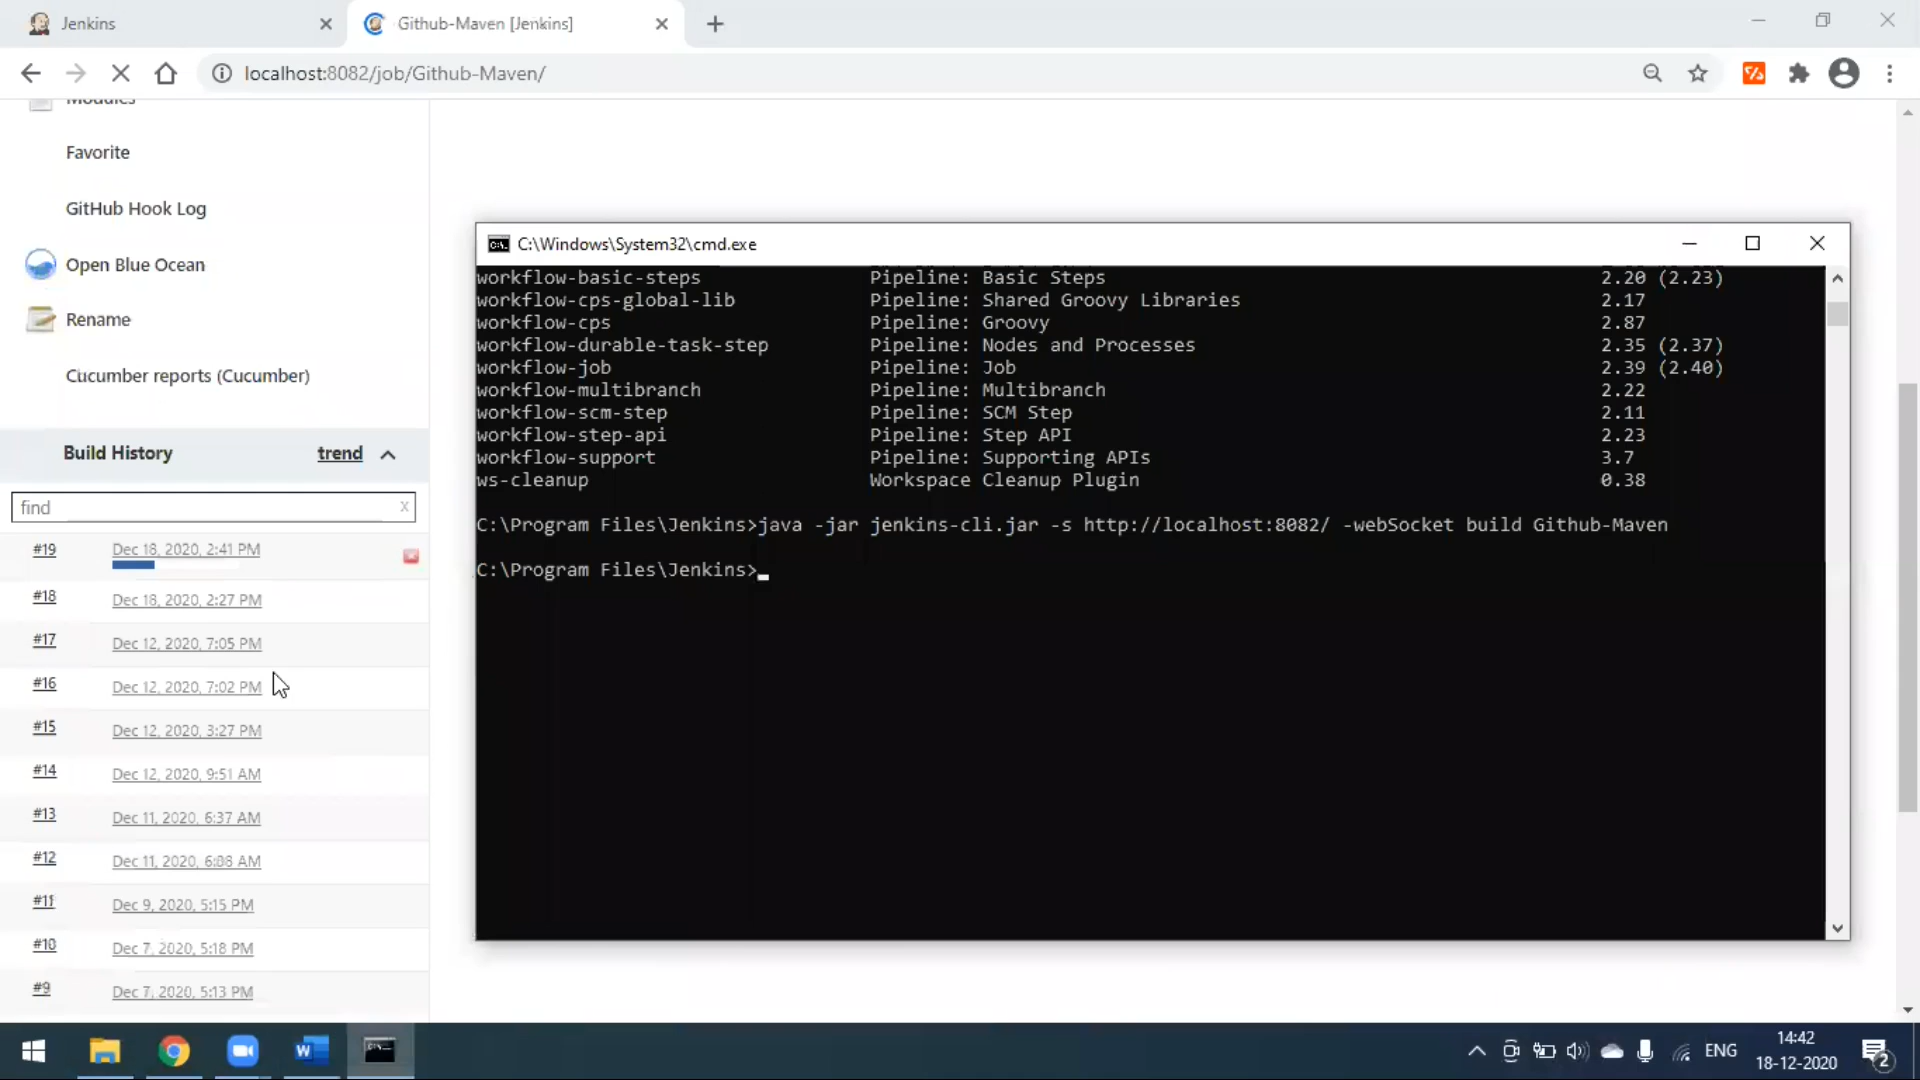 Jenkins
Github-Maven [Jenkins]
localhost:8082/job/Github-Maven/
Modules
Favorite
GitHub Hook Log
Open Blue Ocean
Rename
Cucumber reports (Cucumber)
Build History trend
find x
#19 Dec 18, 2020, 2:41 PM
#18 Dec 18, 2020, 2:27 PM
#17 Dec 12, 2020, 7:05 PM
#16 Dec 12, 2020, 7:02 PM
#15 Dec 12, 2020, 3:27 PM
#14 Dec 12, 2020, 9:51 AM
#13 Dec 11, 2020, 6:37 AM
#12 Dec 11, 2020, 6:08 AM
#11 Dec 9, 2020, 5:15 PM
#10 Dec 7, 2020, 5:18 PM
#9 Dec 7, 2020, 5:13 PM
C:\Windows\System32\cmd.exe
workflow-basic-steps Pipeline: Basic Steps 2.20 (2.23)
workflow-cps-global-lib Pipeline: Shared Groovy Libraries 2.17
workflow-cps Pipeline: Groovy 2.87
workflow-durable-task-step Pipeline: Nodes and Processes 2.35 (2.37)
workflow-job Pipeline: Job 2.39 (2.40)
workflow-multibranch Pipeline: Multibranch 2.22
workflow-scm-step Pipeline: SCM Step 2.11
workflow-step-api Pipeline: Step API 2.23
workflow-support Pipeline: Supporting APIs 3.7
ws-cleanup Workspace Cleanup Plugin 0.38
C:\Program Files\Jenkins>java -jar jenkins-cli.jar -s http://localhost:8082/ -webSocket build Github-Maven
C:\Program Files\Jenkins>
ENG
14:42
18-12-2020
2